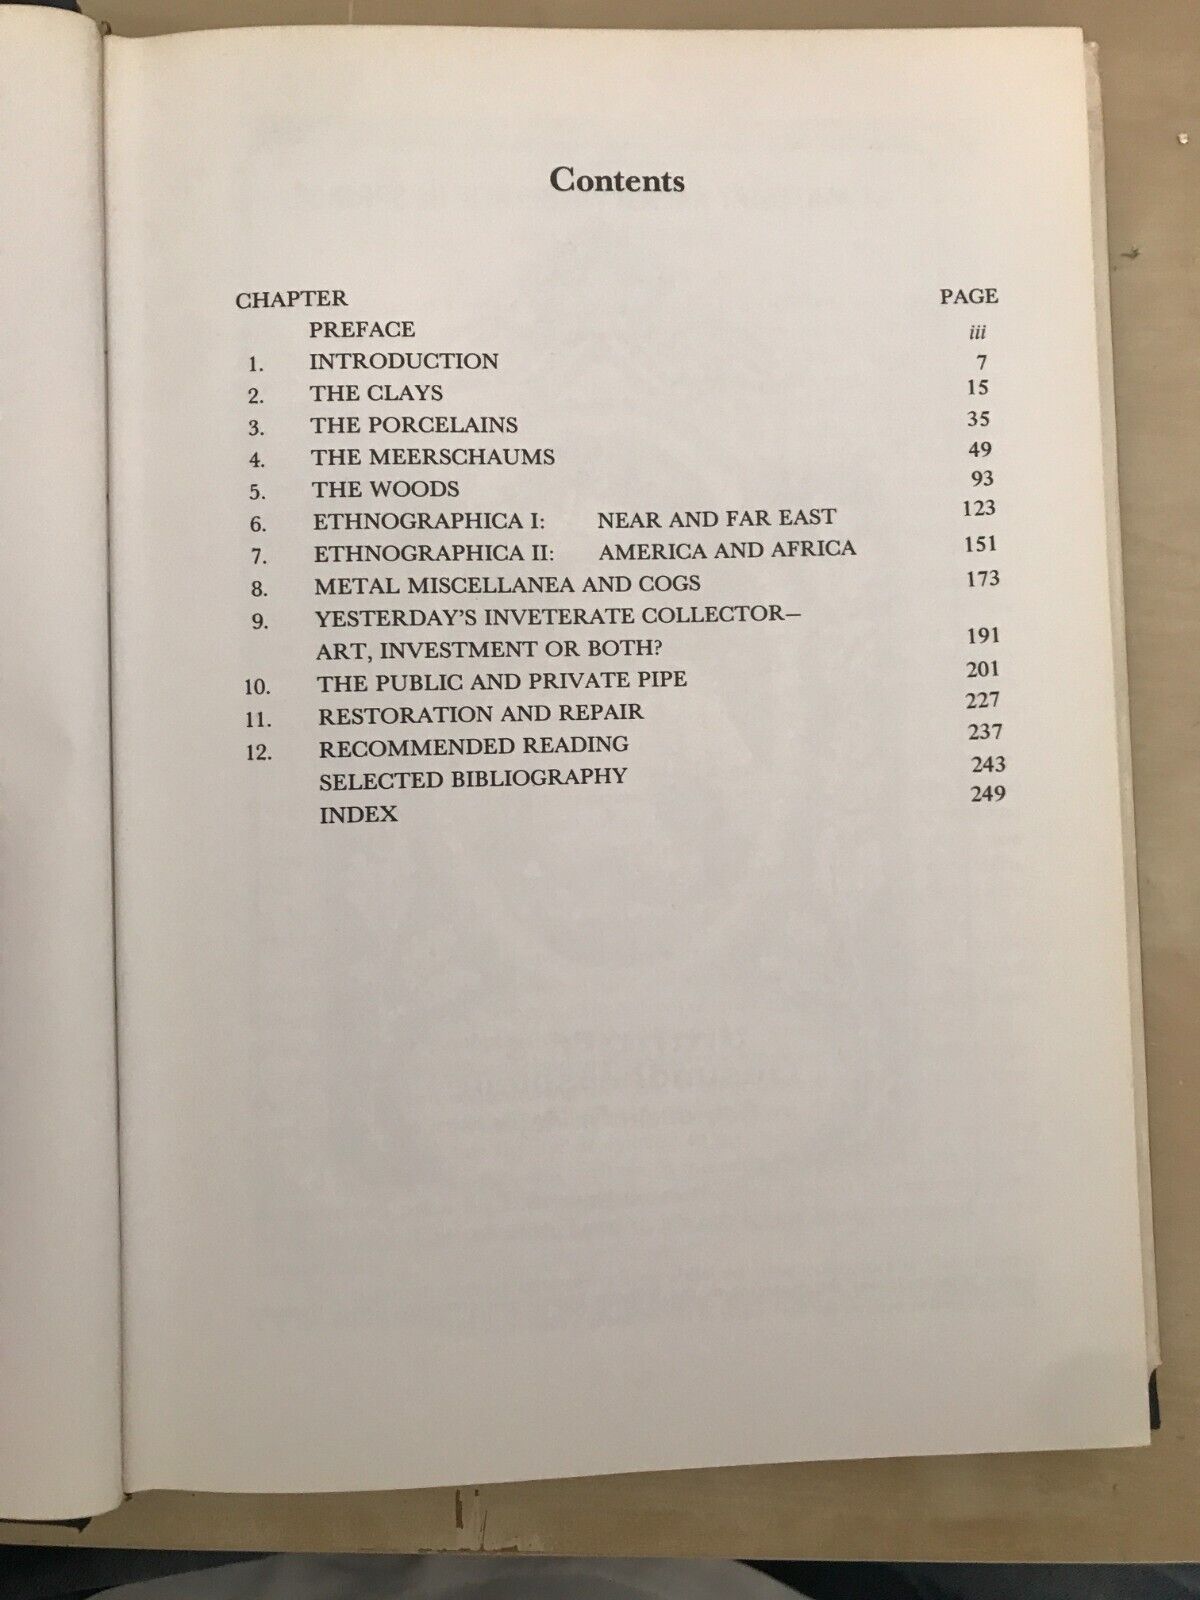 Contents
CHAPTER PAGE
PREFACE iii
1. INTRODUCTION 7
2. THE CLAYS 15
3. THE PORCELAINS 35
4. THE MEERSCHAUMS 49
5. THE WOODS 93
6. ETHNOGRAPHICA I: NEAR AND FAR EAST 123
7. ETHNOGRAPHICA II: AMERICA AND AFRICA 151
8. METAL MISCELLANEA AND COGS 173
9. YESTERDAY'S INVETERATE COLLECTOR—
ART, INVESTMENT OR BOTH? 191
10. THE PUBLIC AND PRIVATE PIPE 201
11. RESTORATION AND REPAIR 227
12. RECOMMENDED READING 237
SELECTED BIBLIOGRAPHY 243
INDEX 249